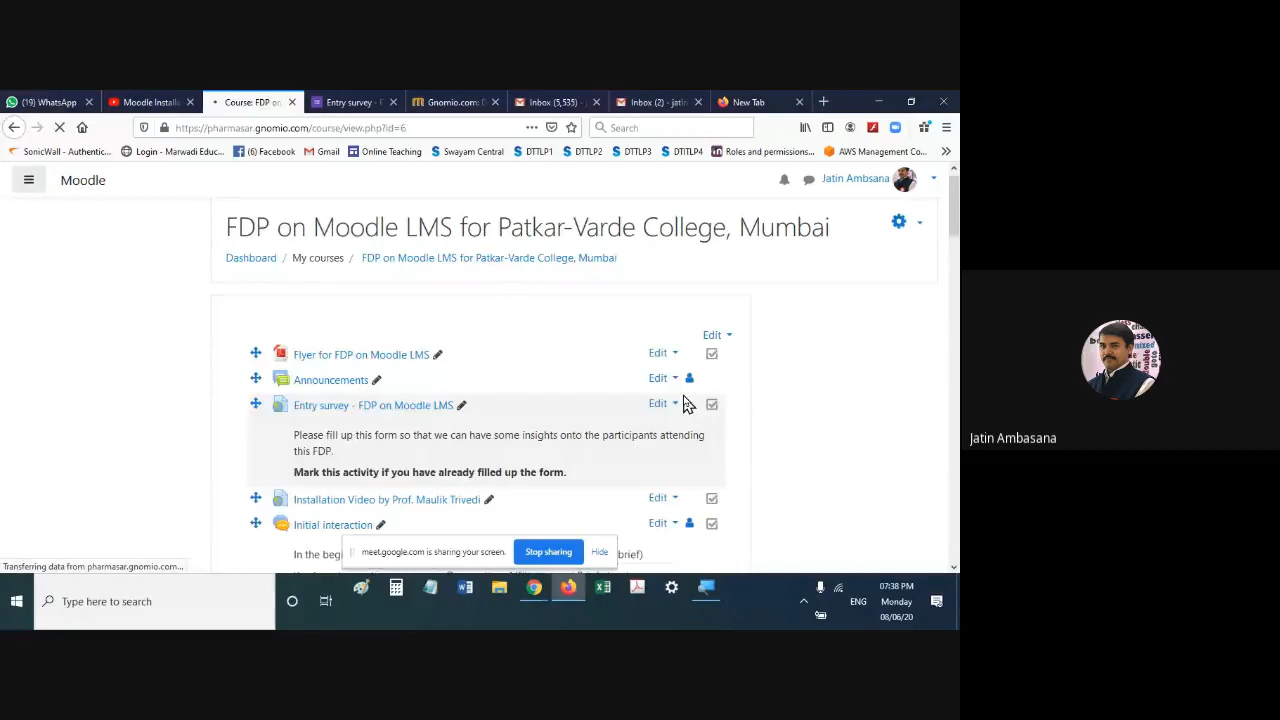 (19) WhatsApp
Moodle Installa
Course: FDP on
Entry survey - F
Gnomio.com: D
Inbox (5,535) - j
Inbox (2) - jatin
New Tab
https://pharmasar.gnomio.com/course/view.php?id=6
Search
SonicWall - Authentic...
Login - Marwadi Educ...
(6) Facebook
Gmail
Online Teaching
Swayam Central
DTTLP1
DTTLP2
DTTLP3
DTITLP4
Roles and permissions...
AWS Management Co...
Moodle
Jatin Ambsana
FDP on Moodle LMS for Patkar-Varde College, Mumbai
Dashboard / My courses / FDP on Moodle LMS for Patkar-Varde College, Mumbai
Edit
Flyer for FDP on Moodle LMS Edit
Announcements Edit
Entry survey - FDP on Moodle LMS Edit
Please fill up this form so that we can have some insights onto the participants attending
this FDP.
Mark this activity if you have already filled up the form.
Installation Video by Prof. Maulik Trivedi Edit
Initial interaction Edit
In the begi
brief)
meet.google.com is sharing your screen. Stop sharing Hide
Transferring data from pharmasar.gnomio.com...
Type here to search
ENG
07:38 PM
Monday
08/06/20
Jatin Ambasana